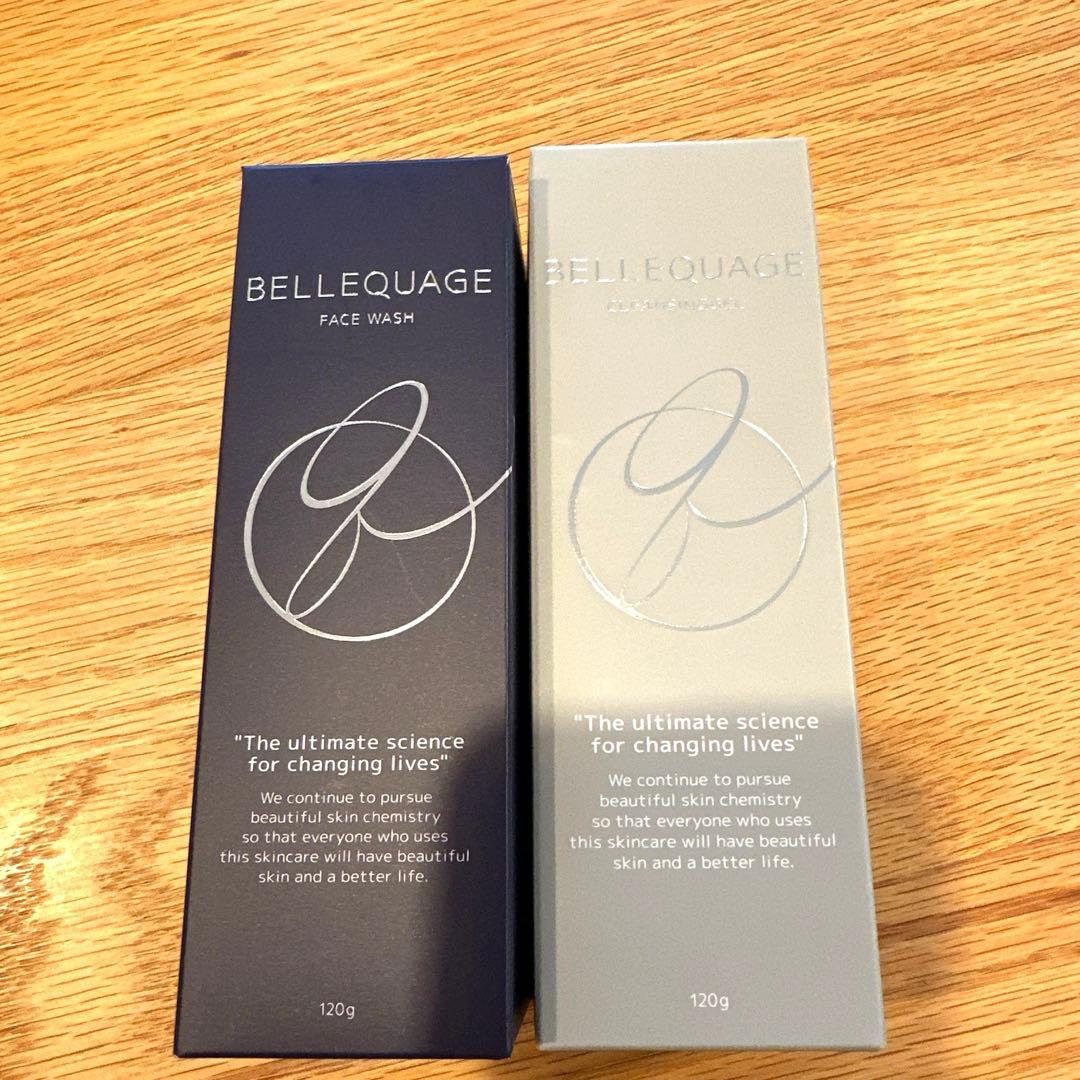 BELLEQUAGE
FACE WASH
"The ultimate science
for changing lives"
We continue to pursue
beautiful skin chemistry
so that everyone who uses
this skincare will have beautiful
skin and a better life.
120g
BELLEQUAGE
CLEANSING GEL
"The ultimate science
for changing lives"
We continue to pursue
beautiful skin chemistry
so that everyone who uses
this skincare will have beautiful
skin and a better life.
120g